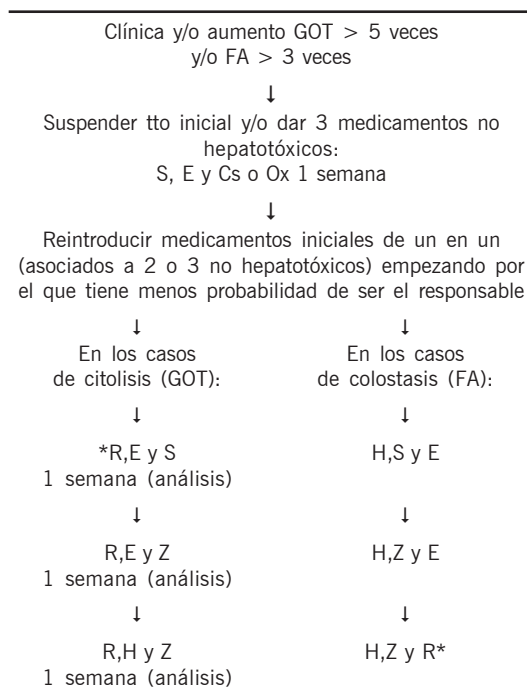 Clínica y/o aumento GOT > 5 veces
y/o FA > 3 veces
↓
Suspender tto inicial y/o dar 3 medicamentos no
hepatotóxicos:
S, E y Cs o Ox 1 semana
↓
Reintroducir medicamentos iniciales de un en un
(asociados a 2 o 3 no hepatotóxicos) empezando por
el que tiene menos probabilidad de ser el responsable
↓ ↓
En los casos En los casos
de citolisis (GOT): de colostasis (FA):
↓ ↓
*R,E y S H,S y E
1 semana (análisis)
↓ ↓
R,E y Z H,Z y E
1 semana (análisis)
↓ ↓
R,H y Z H,Z y R*
1 semana (análisis)